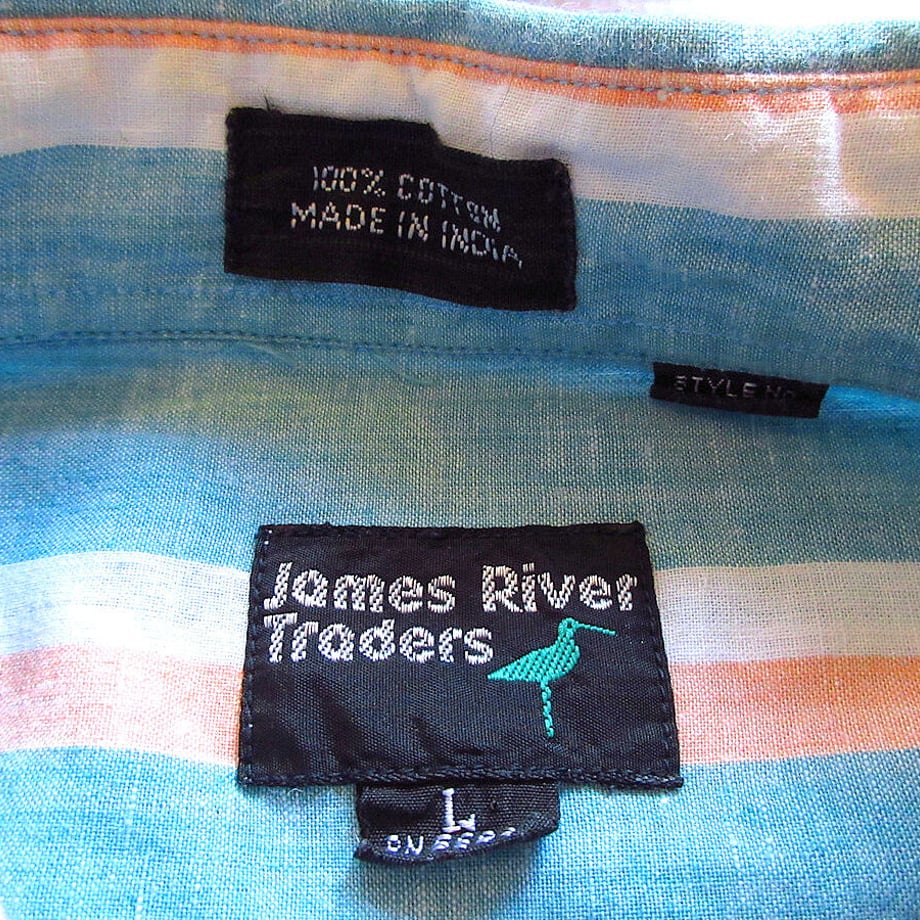 100% COTTON
MADE IN INDIA
STYLE No
James River
Traders
L